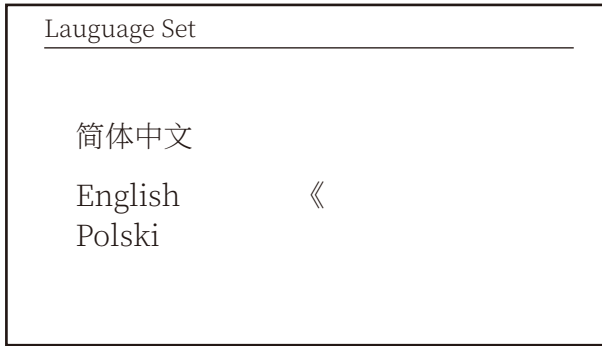 Lauguage Set
简体中文
English 《
Polski